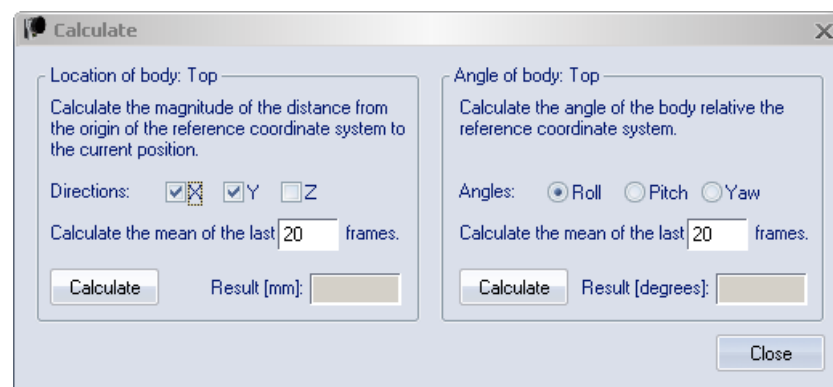 Calculate
Location of body: Top
Calculate the magnitude of the distance from
the origin of the reference coordinate system to
the current position.
Directions: X Y Z
Calculate the mean of the last 20 frames.
Calculate Result [mm]:
Angle of body: Top
Calculate the angle of the body relative the
reference coordinate system.
Angles: Roll Pitch Yaw
Calculate the mean of the last 20 frames.
Calculate Result [degrees]:
Close